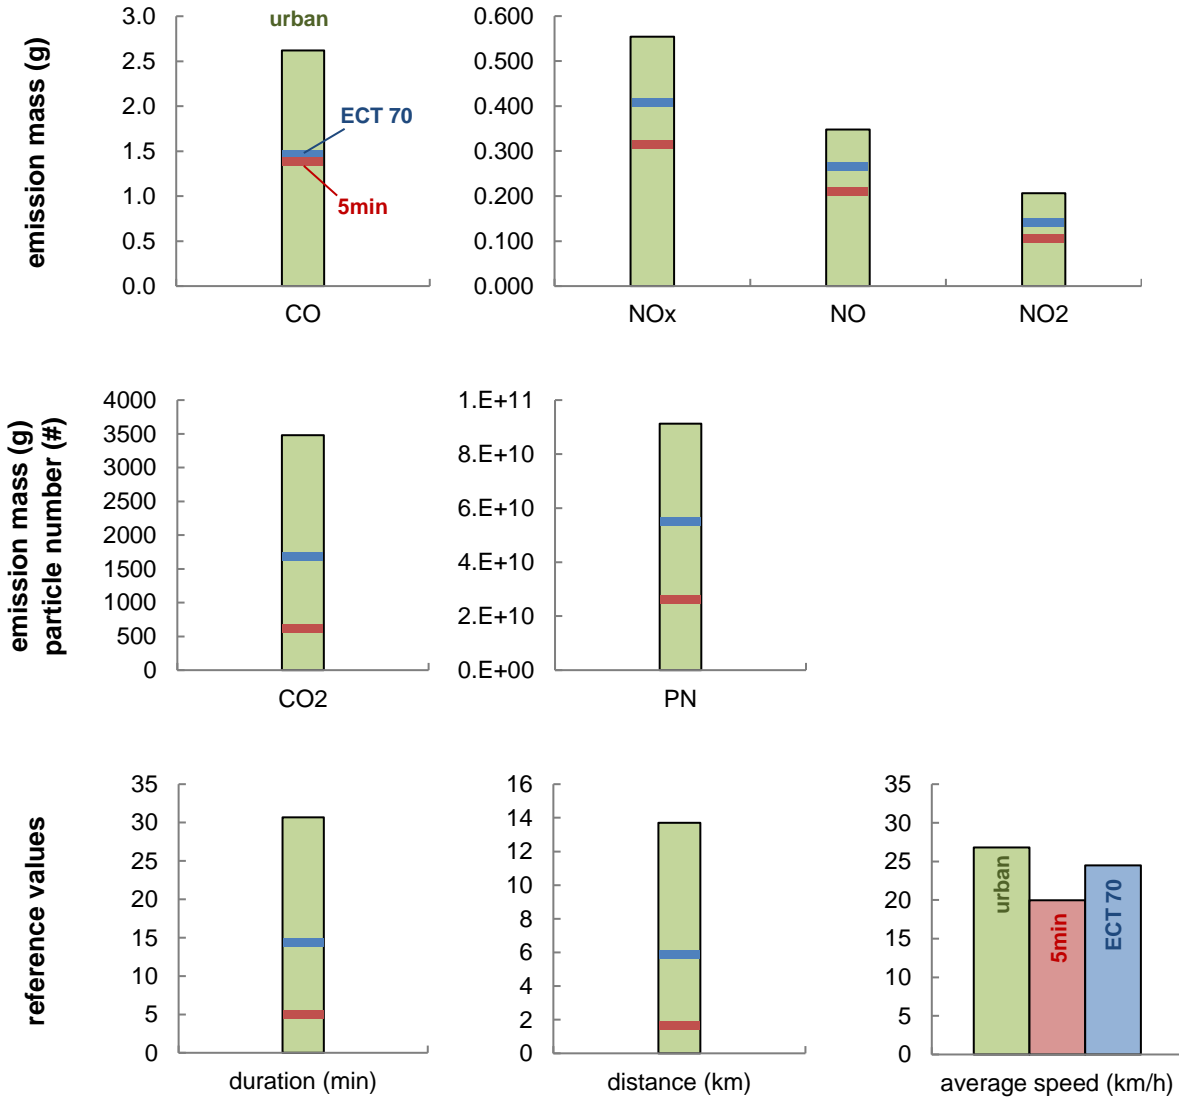 emission mass (g)
3.0
2.5
2.0
1.5
1.0
0.5
0.0
urban
ECT 70
5min
CO
0.600
0.500
0.400
0.300
0.200
0.100
0.000
NOx
NO
NO2
emission mass (g)
particle number (#)
4000
3500
3000
2500
2000
1500
1000
500
0
CO2
1.E+11
8.E+10
6.E+10
4.E+10
2.E+10
0.E+00
PN
reference values
35
30
25
20
15
10
5
0
duration (min)
16
14
12
10
8
6
4
2
0
distance (km)
35
30
25
20
15
10
5
0
urban
5min
ECT 70
average speed (km/h)